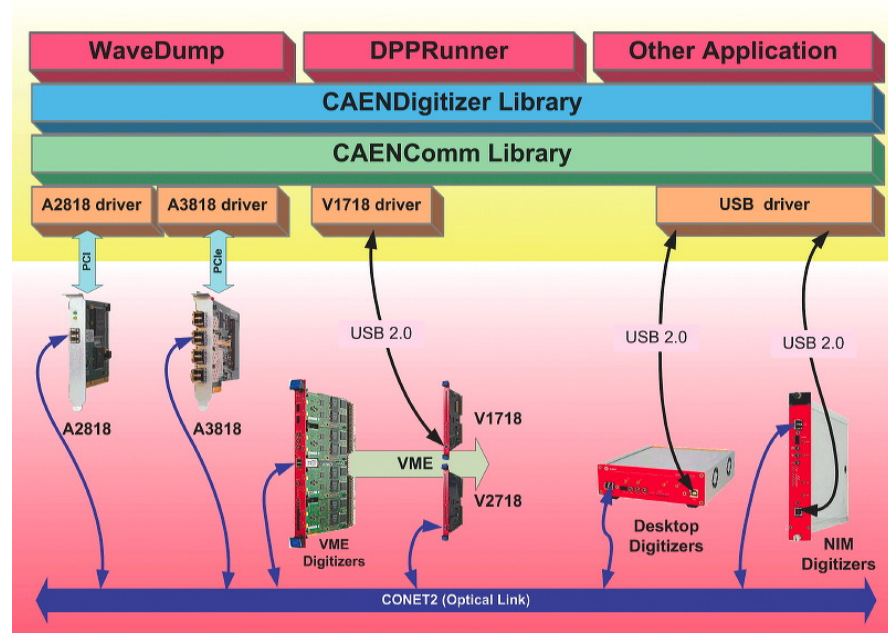 WaveDump
DPPRunner
Other Application
CAENDigitizer Library
CAENComm Library
A2818 driver
A3818 driver
V1718 driver
USB driver
PCI
PCIe
USB 2.0
USB 2.0
USB 2.0
A2818
A3818
V1718
VME
V2718
VME
Digitizers
Desktop
Digitizers
NIM
Digitizers
CONET2 (Optical Link)